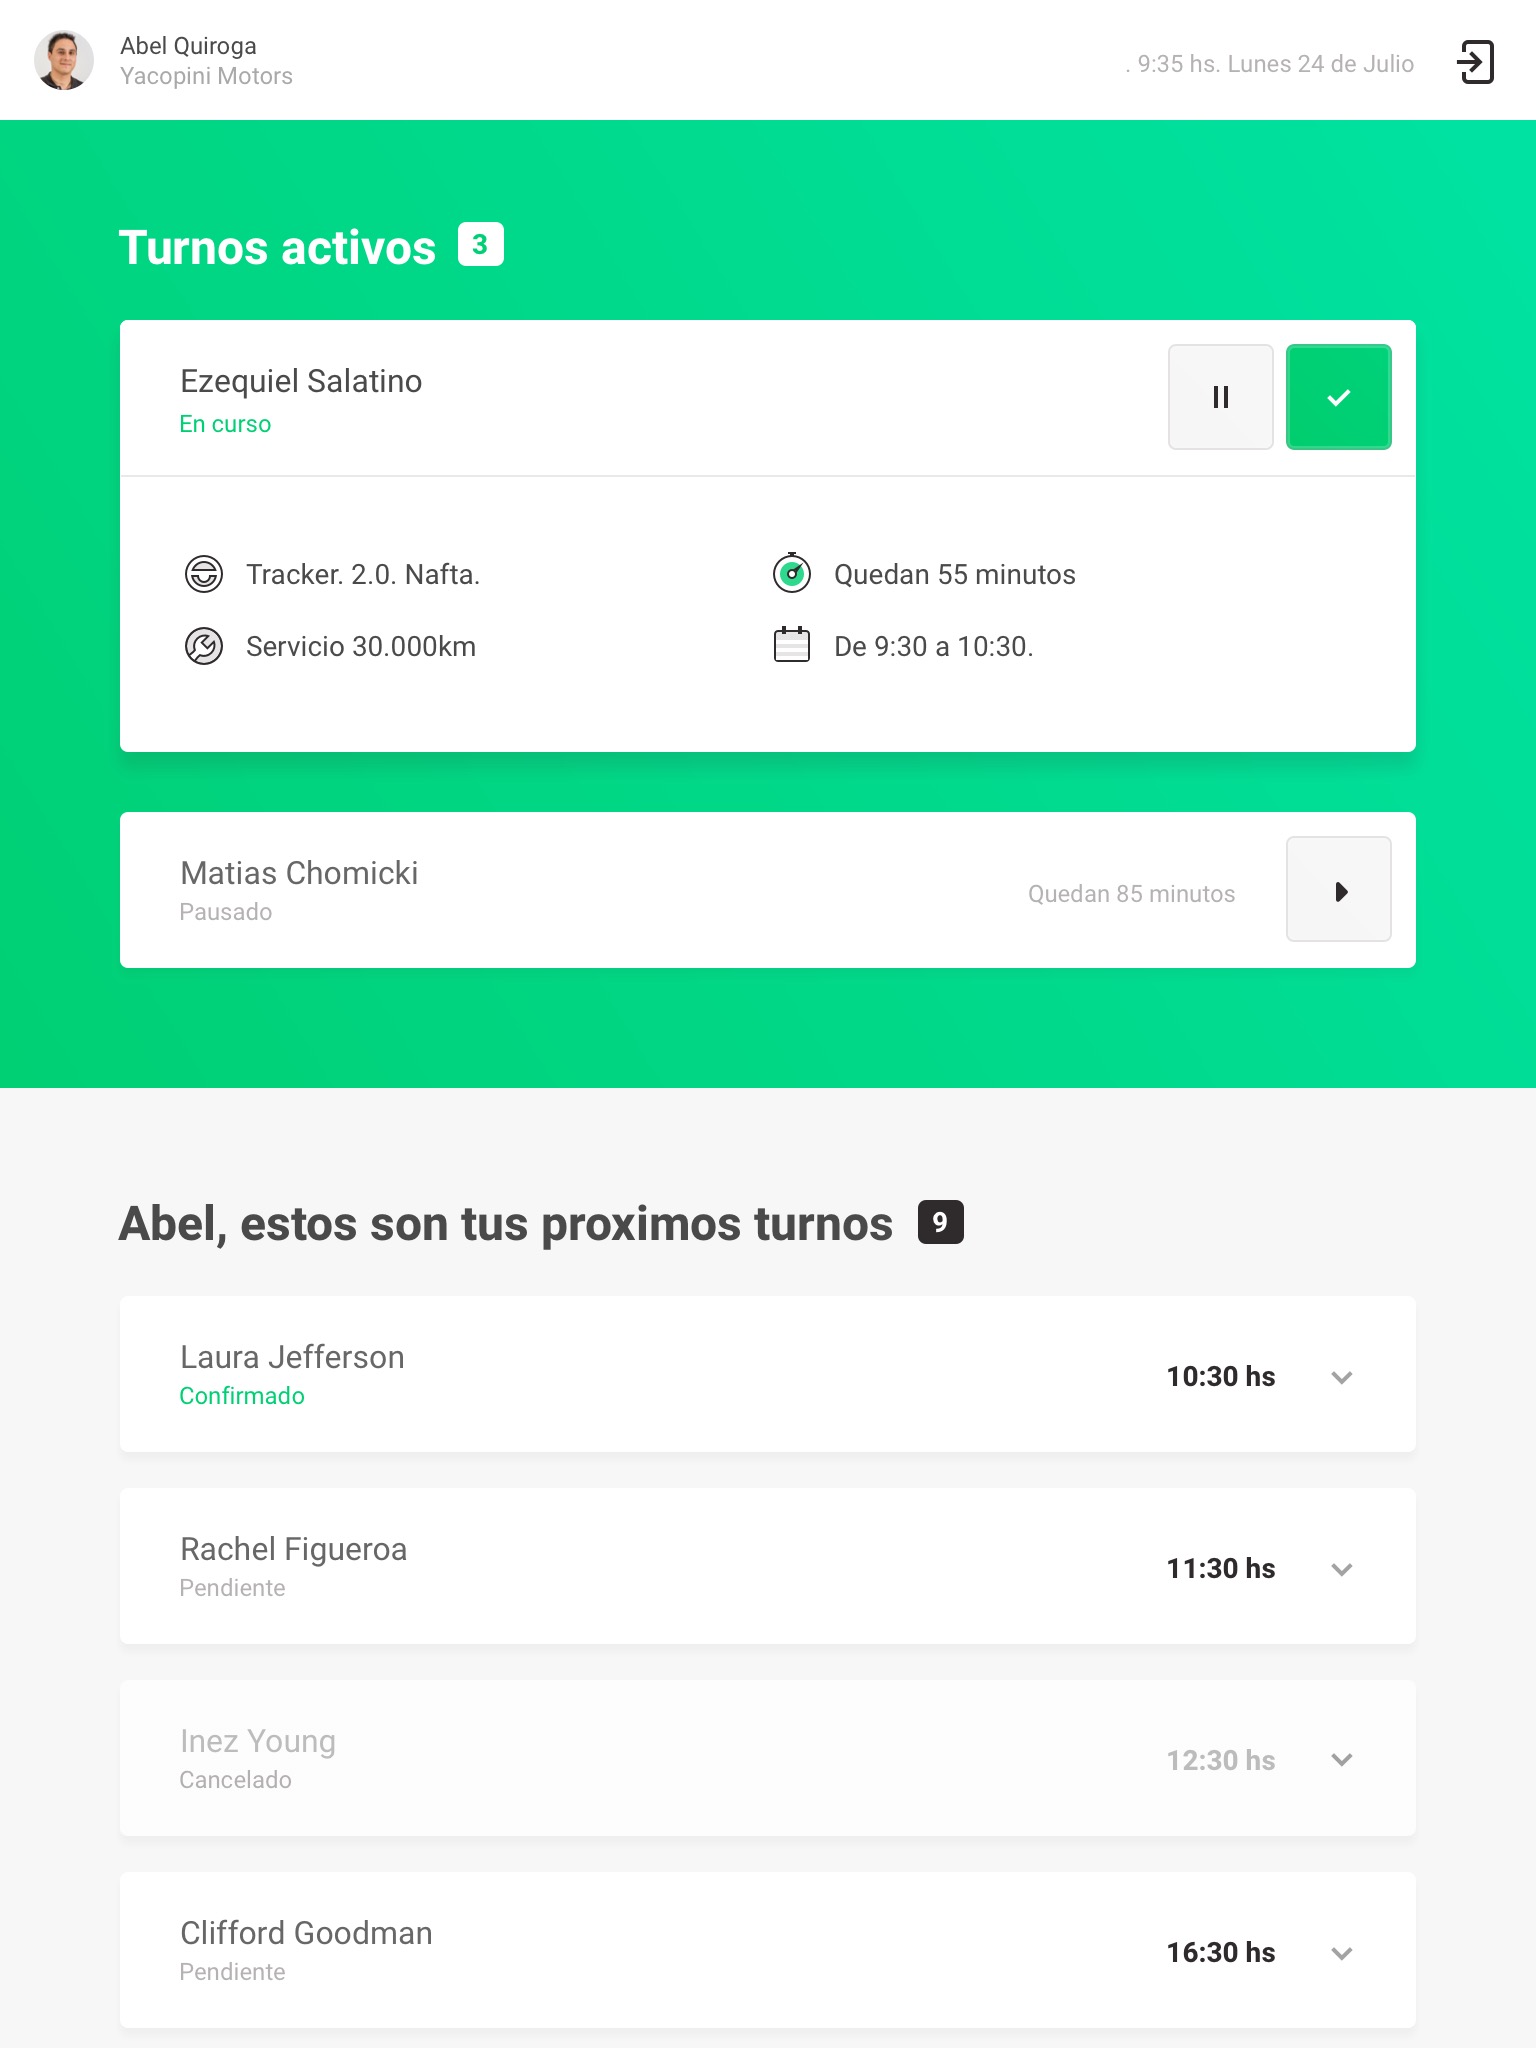 Abel Quiroga
Yacopini Motors
. 9:35 hs. Lunes 24 de Julio
Turnos activos 3
Ezequiel Salatino
En curso
Tracker. 2.0. Nafta.
Quedan 55 minutos
Servicio 30.000km
De 9:30 a 10:30.
Matias Chomicki
Pausado
Quedan 85 minutos
Abel, estos son tus proximos turnos 9
Laura Jefferson
Confirmado
10:30 hs
Rachel Figueroa
Pendiente
11:30 hs
Inez Young
Cancelado
12:30 hs
Clifford Goodman
Pendiente
16:30 hs